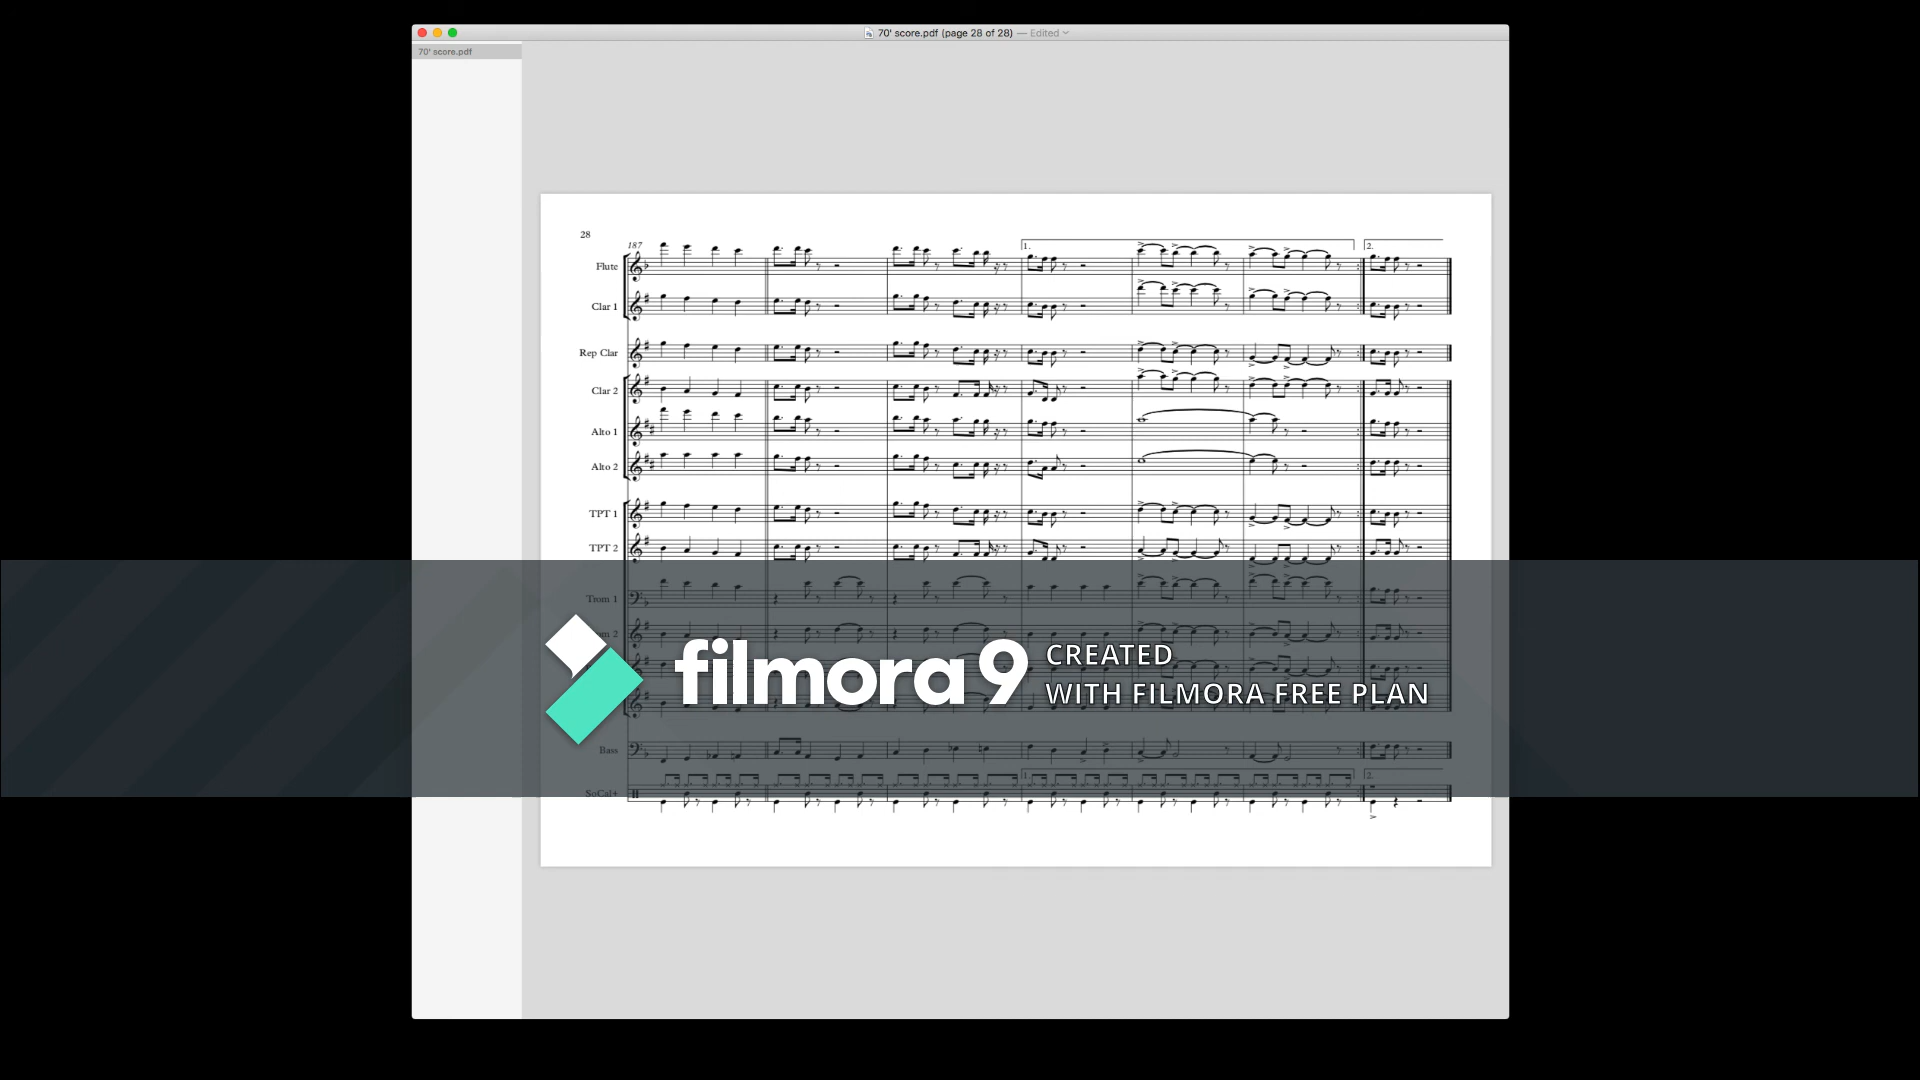 70' score.pdf (page 28 of 28) — Edited
70' score.pdf
28
187
1.
2.
Flute
Clar 1
Rep Clar
Clar 2
Alto 1
Alto 2
TPT 1
TPT 2
Trom 1
filmora9
CREATED
WITH FILMORA FREE PLAN
Bass
1.
2.
SoCal+